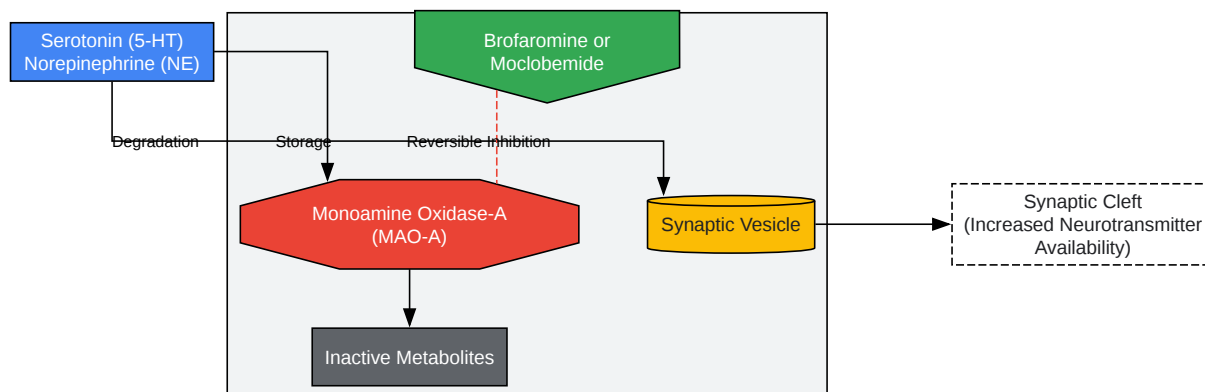 Serotonin (5-HT)
Norepinephrine (NE)
Brofaromine or
Moclobemide
Degradation
Storage
Reversible Inhibition
Monoamine Oxidase-A
(MAO-A)
Synaptic Vesicle
Synaptic Cleft
(Increased Neurotransmitter
Availability)
Inactive Metabolites